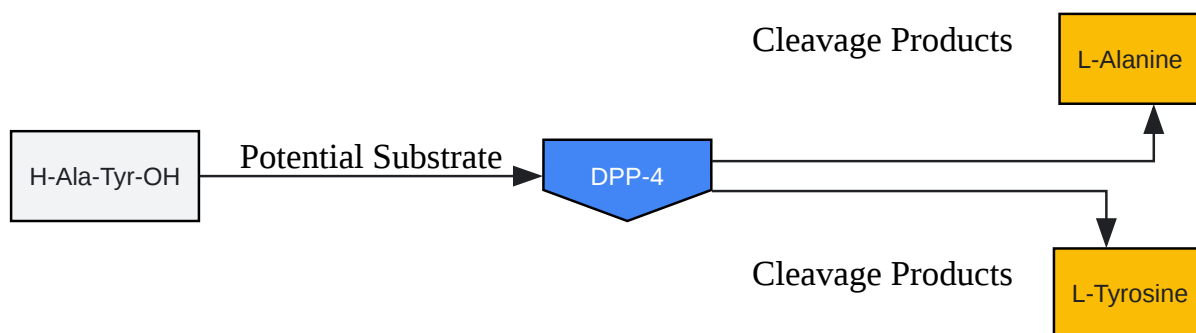 Cleavage Products
L-Alanine
H-Ala-Tyr-OH
Potential Substrate
DPP-4
Cleavage Products
L-Tyrosine